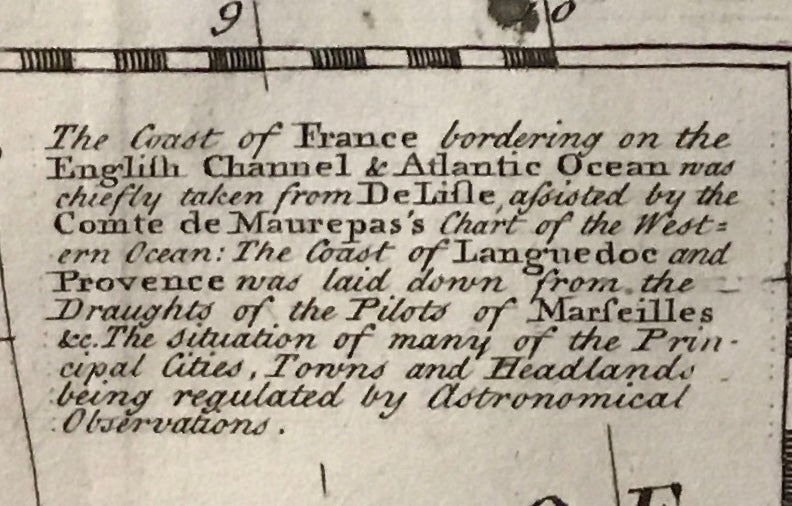 9
The Coast of France bordering on the
Engliſh Channel & Atlantic Ocean was
chiefly taken from DeLiſle, aſsisted by the
Comte de Maurepas's Chart of the West=
ern Ocean: The Coast of Languedoc and
Provence was laid down from the
Draughts of the Pilots of Marſeilles
&c. The situation of many of the Prin-
cipal Cities, Towns and Headlands
being regulated by Astronomical
Observations.